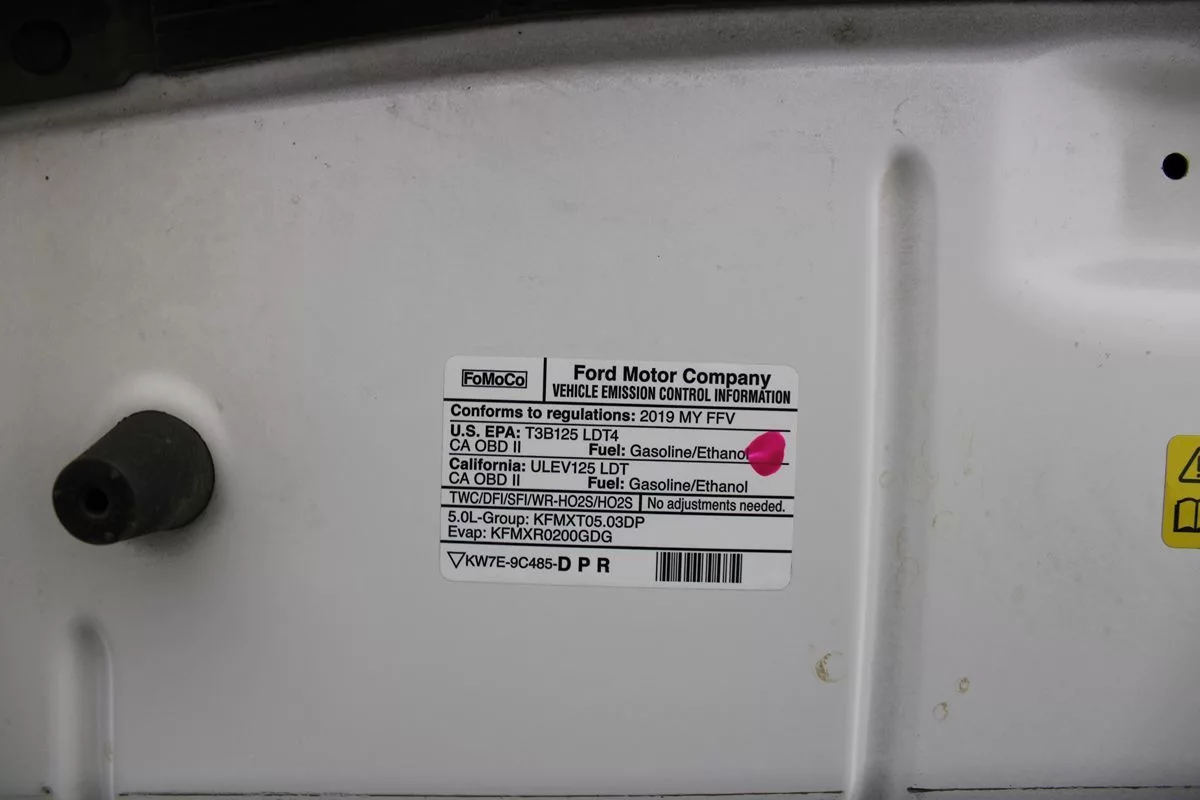 FoMoCo
Ford Motor Company
VEHICLE EMISSION CONTROL INFORMATION
Conforms to regulations: 2019 MY FFV
U.S. EPA: T3B125 LDT4
CA OBD II Fuel: Gasoline/Ethanol
California: ULEV125 LDT
CA OBD II Fuel: Gasoline/Ethanol
TWC/DFI/SFI/WR-HO2S/HO2S No adjustments needed.
5.0L-Group: KFMXT05.03DP
Evap: KFMXR0200GDG
KW7E-9C485-D P R